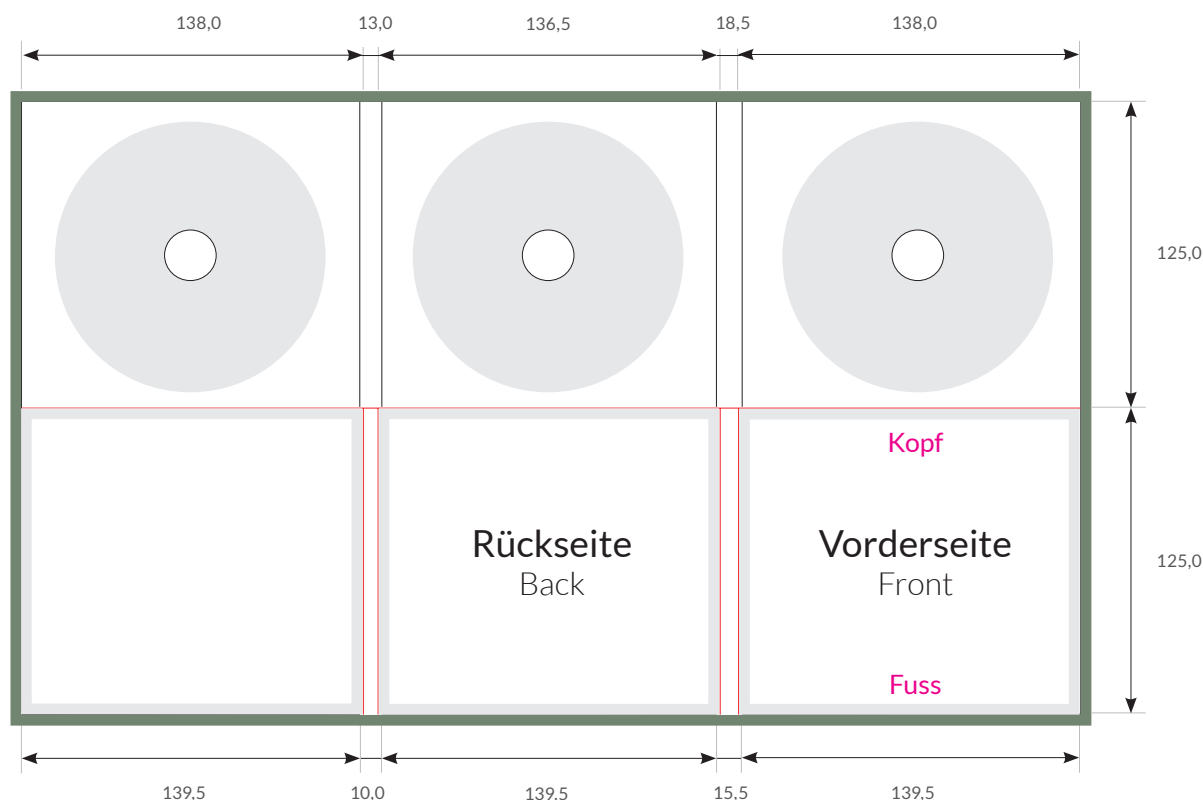 138,0 13,0 136,5 18,5 138,0
125,0
Kopf
Rückseite Vorderseite
Back Front
125,0
Fuss
139,5 10,0 139,5 15,5 139,5